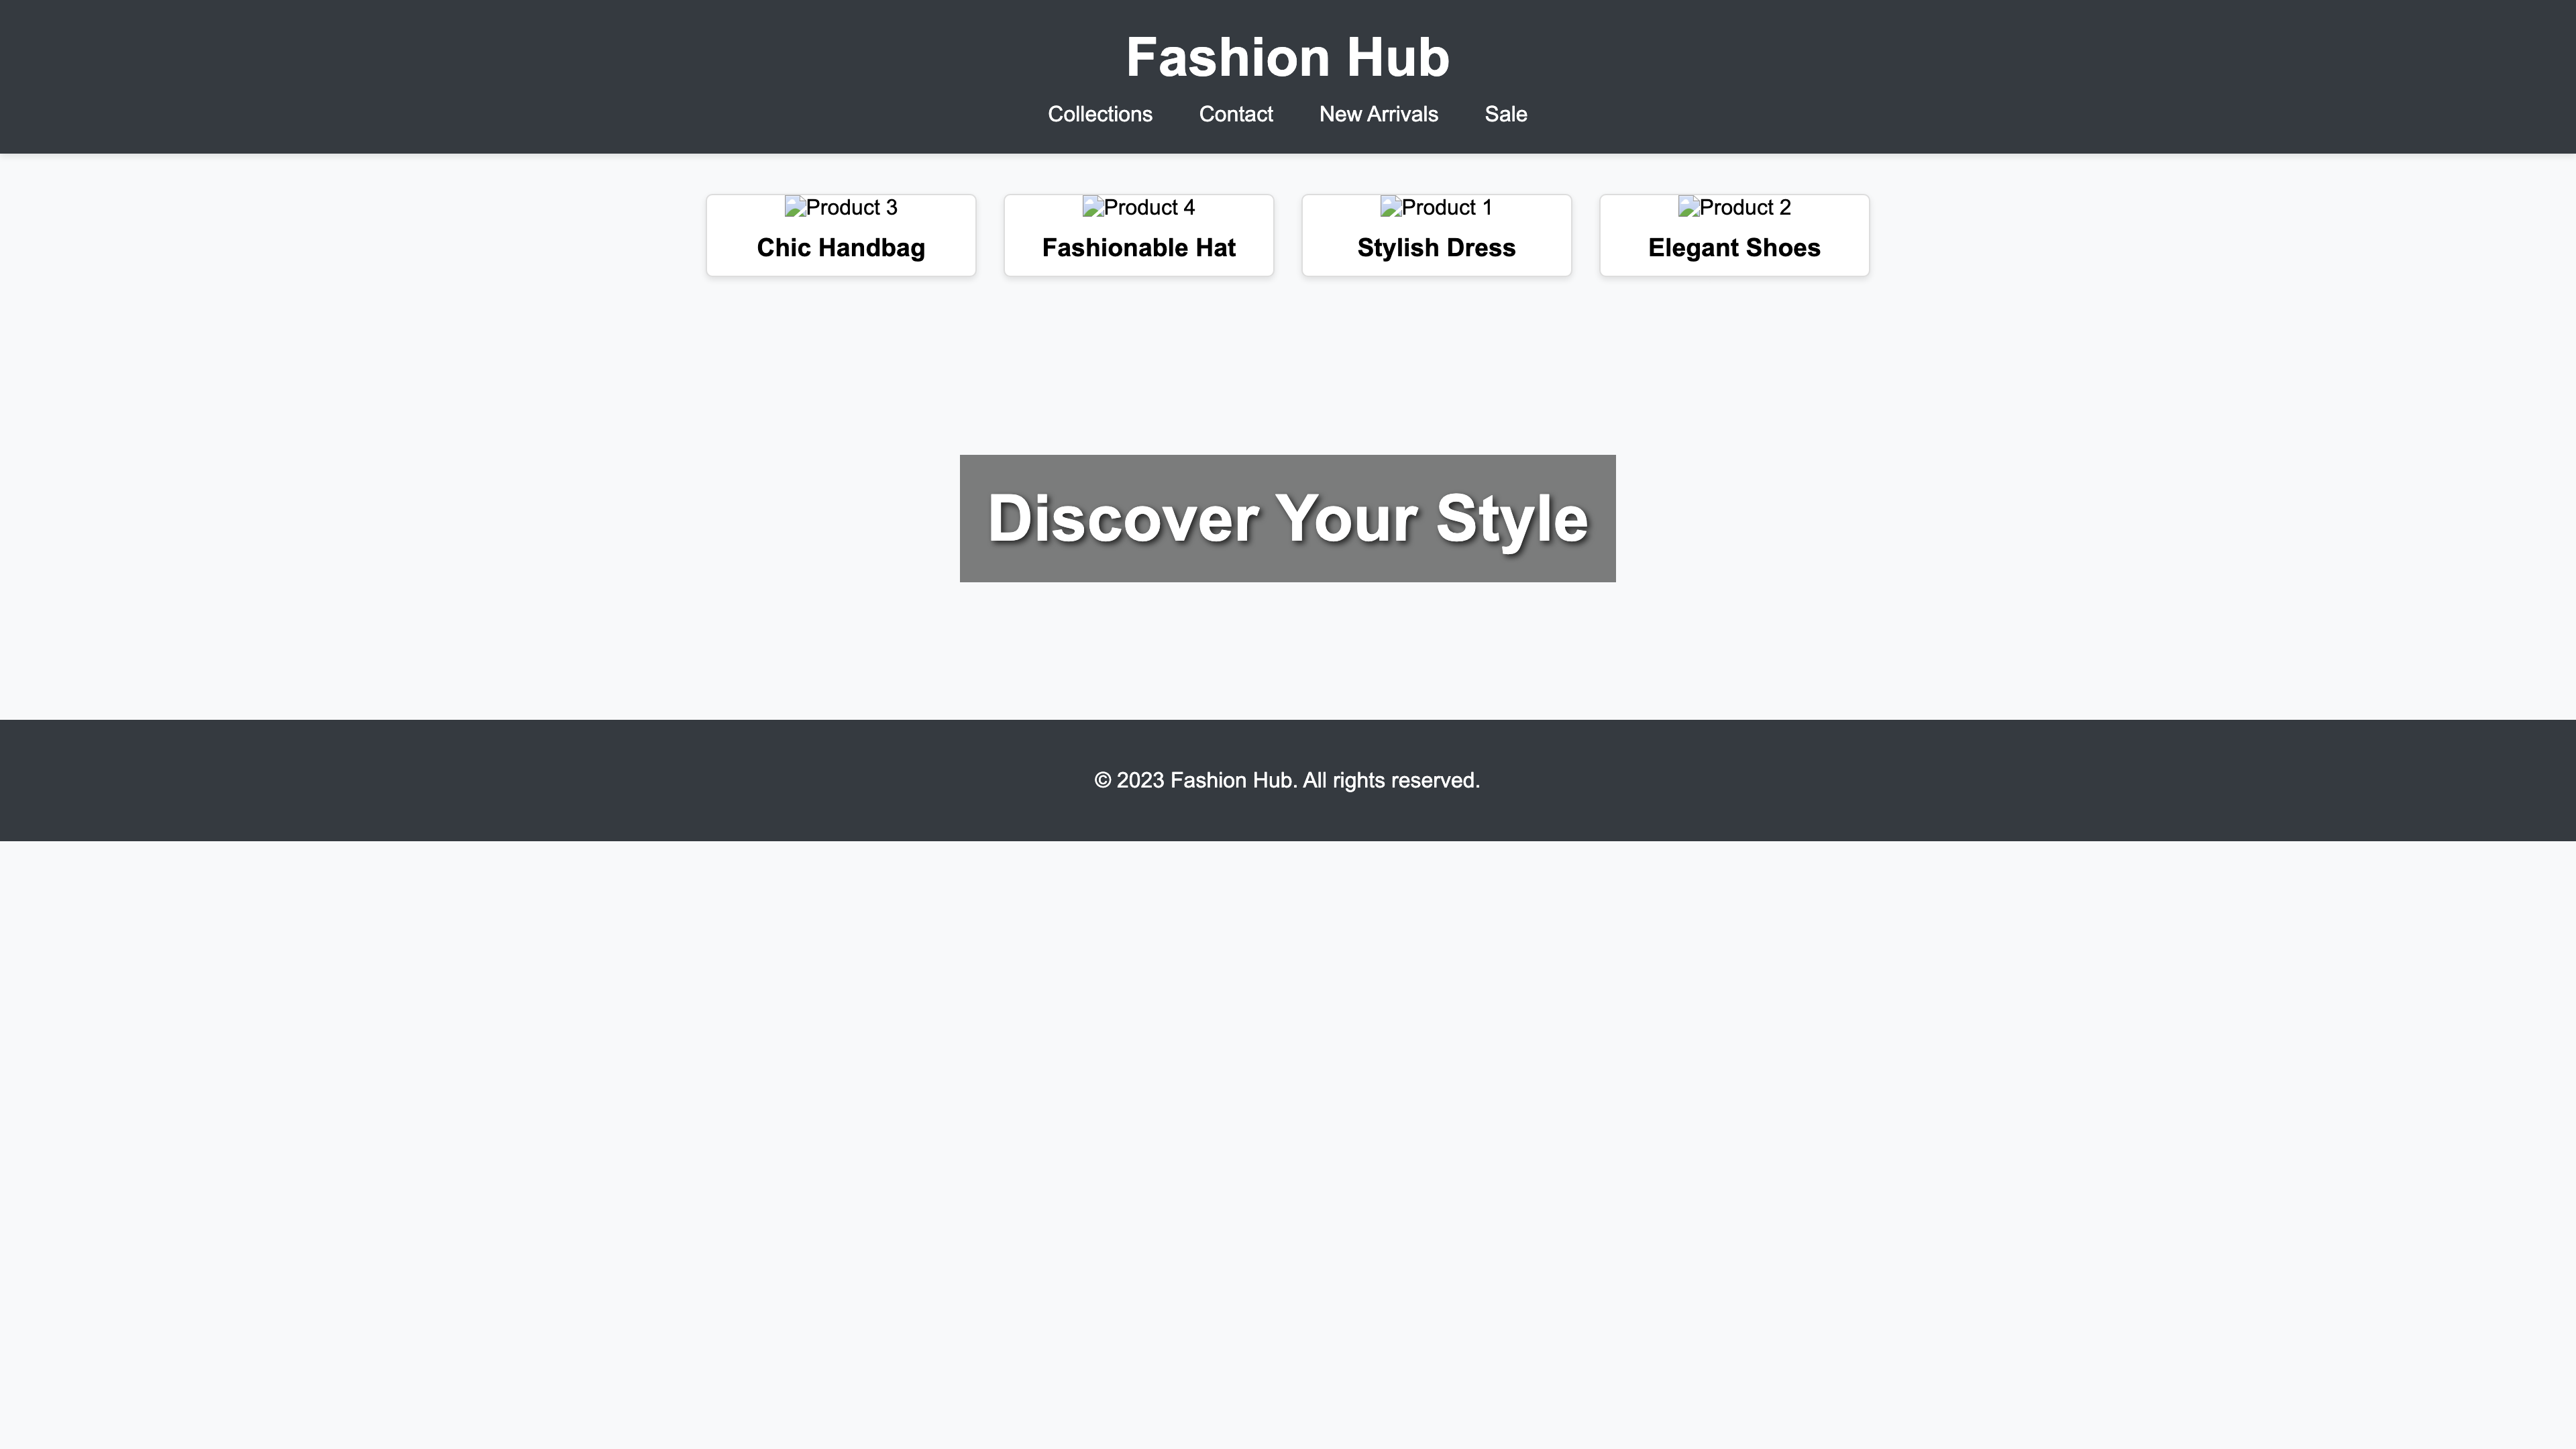 Fashion Hub
Collections Contact New Arrivals Sale
Product 3 Product 4 Product 1 Product 2
Chic Handbag Fashionable Hat Stylish Dress Elegant Shoes
Discover Your Style
© 2023 Fashion Hub. All rights reserved.